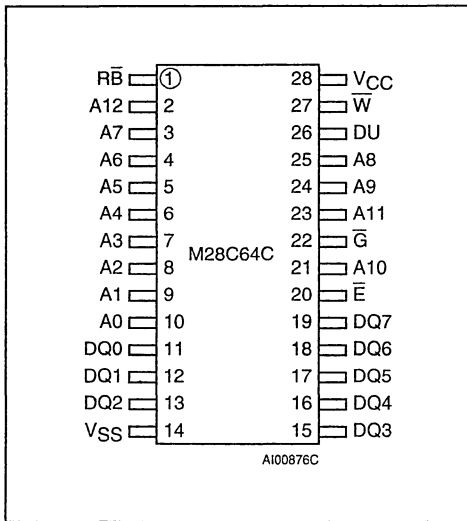 RB̅ 1 28 VCC
A12 2 27 W̅
A7 3 26 DU
A6 4 25 A8
A5 5 24 A9
A4 6 23 A11
A3 7 22 G̅
M28C64C
A2 8 21 A10
A1 9 20 E̅
A0 10 19 DQ7
DQ0 11 18 DQ6
DQ1 12 17 DQ5
DQ2 13 16 DQ4
VSS 14 15 DQ3
AI00876C